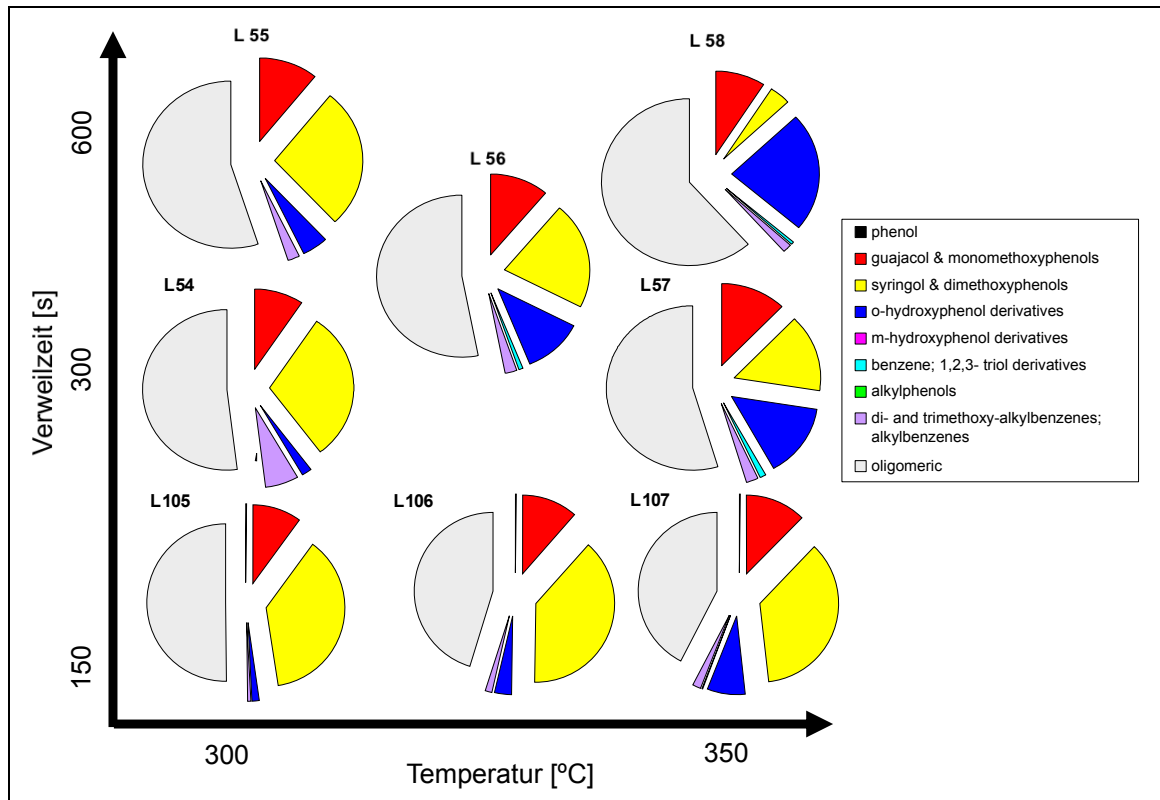 L 55
L 58
600
L 56
L54
L57
300
Verweilzeit [s]
L105
L106
L107
150
300
350
Temperatur [ºC]
phenol
guajacol & monomethoxyphenols
syringol & dimethoxyphenols
o-hydroxyphenol derivatives
m-hydroxyphenol derivatives
benzene; 1,2,3- triol derivatives
alkylphenols
di- and trimethoxy-alkylbenzenes;
alkylbenzenes
oligomeric